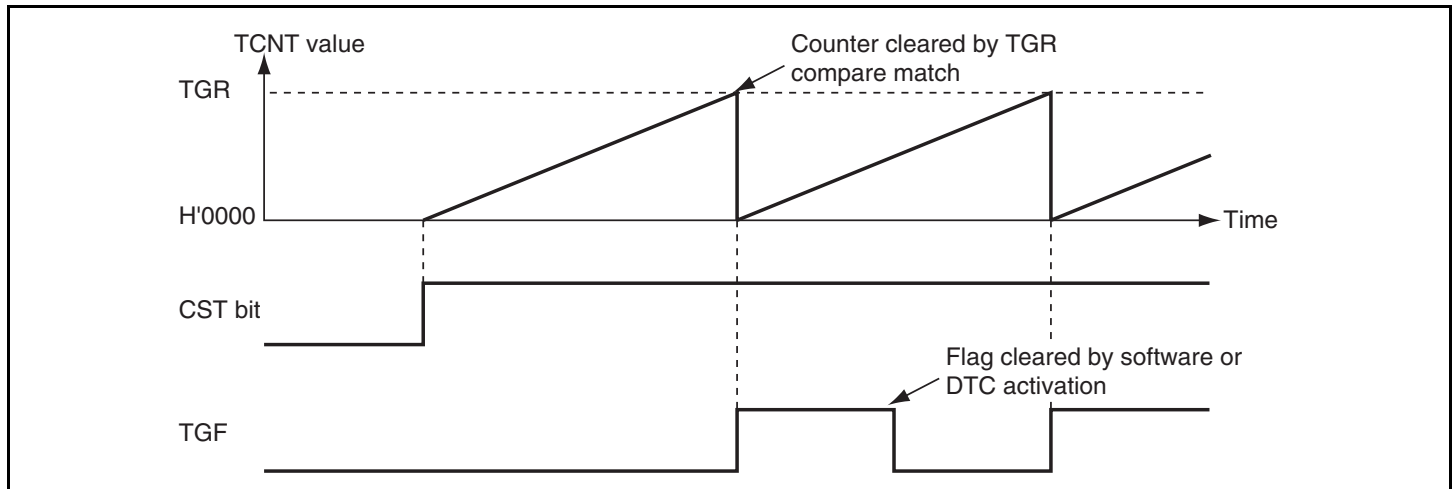 TCNT value
Counter cleared by TGR
compare match
TGR
H'0000
Time
CST bit
Flag cleared by software or
DTC activation
TGF